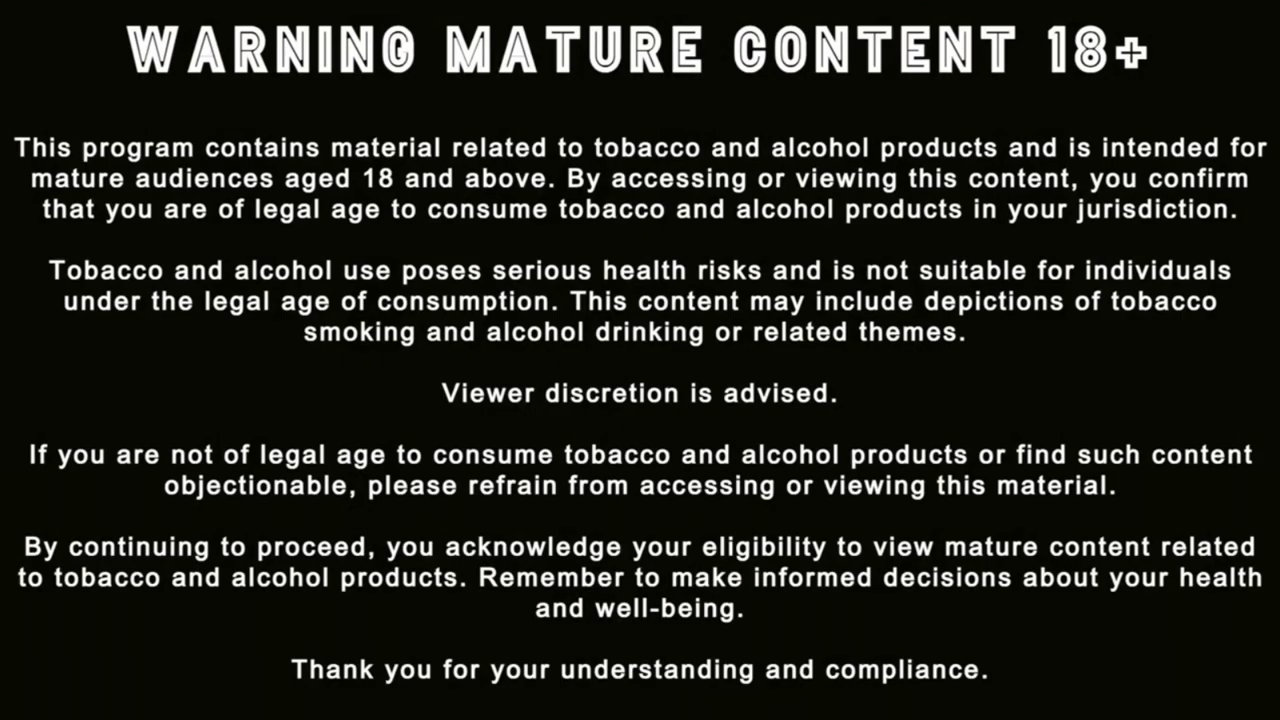 WARNING MATURE CONTENT 18+
This program contains material related to tobacco and alcohol products and is intended for
mature audiences aged 18 and above. By accessing or viewing this content, you confirm
that you are of legal age to consume tobacco and alcohol products in your jurisdiction.
Tobacco and alcohol use poses serious health risks and is not suitable for individuals
under the legal age of consumption. This content may include depictions of tobacco
smoking and alcohol drinking or related themes.
Viewer discretion is advised.
If you are not of legal age to consume tobacco and alcohol products or find such content
objectionable, please refrain from accessing or viewing this material.
By continuing to proceed, you acknowledge your eligibility to view mature content related
to tobacco and alcohol products. Remember to make informed decisions about your health
and well-being.
Thank you for your understanding and compliance.